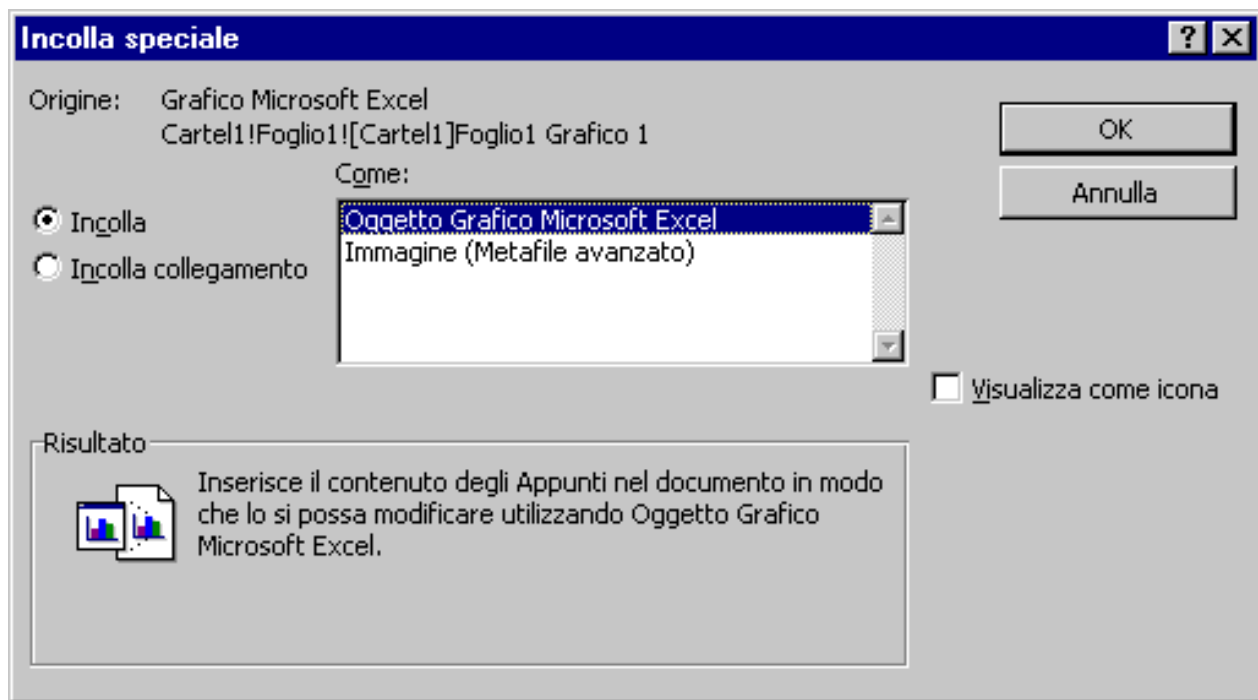 Incolla speciale
Origine: Grafico Microsoft Excel
Cartel1!Foglio1![Cartel1]Foglio1 Grafico 1
OK
Annulla
Come:
Incolla
Incolla collegamento
Oggetto Grafico Microsoft Excel
Immagine (Metafile avanzato)
Visualizza come icona
Risultato
Inserisce il contenuto degli Appunti nel documento in modo
che lo si possa modificare utilizzando Oggetto Grafico
Microsoft Excel.